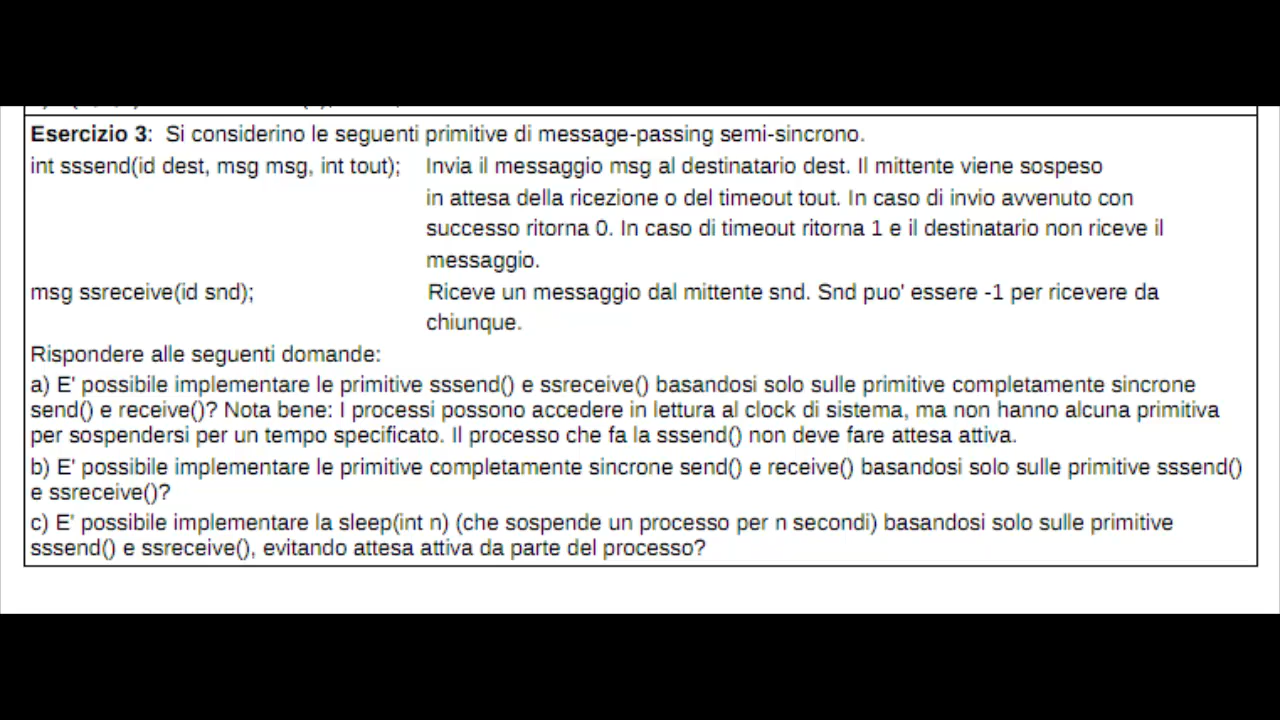 Esercizio 3: Si considerino le seguenti primitive di message-passing semi-sincrono.
int sssend(id dest, msg msg, int tout); Invia il messaggio msg al destinatario dest. Il mittente viene sospeso
in attesa della ricezione o del timeout tout. In caso di invio avvenuto con
successo ritorna 0. In caso di timeout ritorna 1 e il destinatario non riceve il
messaggio.
msg ssreceive(id snd); Riceve un messaggio dal mittente snd. Snd puo' essere -1 per ricevere da
chiunque.
Rispondere alle seguenti domande:
a) E' possibile implementare le primitive sssend() e ssreceive() basandosi solo sulle primitive completamente sincrone
send() e receive()? Nota bene: I processi possono accedere in lettura al clock di sistema, ma non hanno alcuna primitiva
per sospendersi per un tempo specificato. Il processo che fa la sssend() non deve fare attesa attiva.
b) E' possibile implementare le primitive completamente sincrone send() e receive() basandosi solo sulle primitive sssend()
e ssreceive()?
c) E' possibile implementare la sleep(int n) (che sospende un processo per n secondi) basandosi solo sulle primitive
sssend() e ssreceive(), evitando attesa attiva da parte del processo?